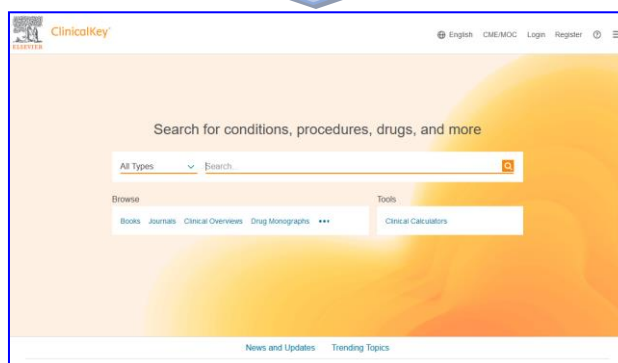 ClinicalKey®
English CME/MOC Login Register
ELSEVIER
Search for conditions, procedures, drugs, and more
All Types Search..
Browse Tools
Books Journals Clinical Overviews Drug Monographs ••• Clinical Calculators
News and Updates Trending Topics